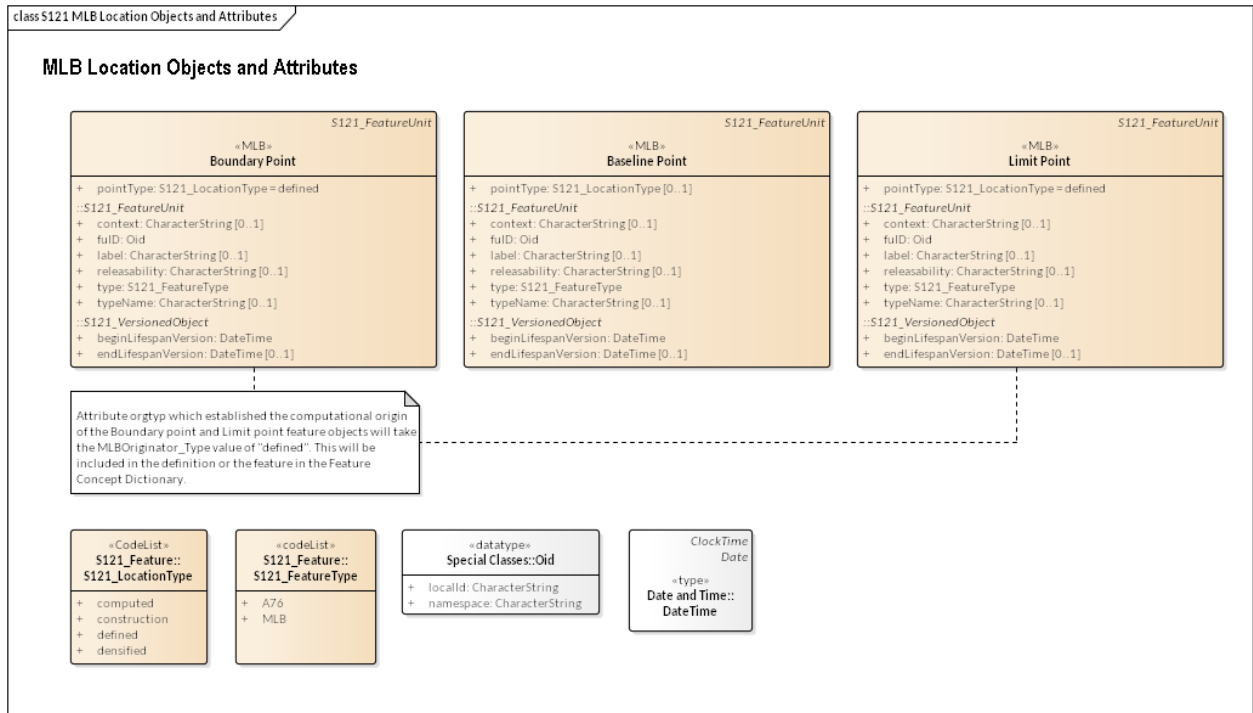 class S121 MLB Location Objects and Attributes
MLB Location Objects and Attributes
S121_FeatureUnit
«MLB»
Boundary Point
+ pointType: S121_LocationType = defined
::S121_FeatureUnit
+ context: CharacterString [0..1]
+ fuID: Oid
+ label: CharacterString [0..1]
+ releasability: CharacterString [0..1]
+ type: S121_FeatureType
+ typeName: CharacterString [0..1]
::S121_VersionedObject
+ beginLifespanVersion: DateTime
+ endLifespanVersion: DateTime [0..1]
S121_FeatureUnit
«MLB»
Baseline Point
+ pointType: S121_LocationType [0..1]
::S121_FeatureUnit
+ context: CharacterString [0..1]
+ fuID: Oid
+ label: CharacterString [0..1]
+ releasability: CharacterString [0..1]
+ type: S121_FeatureType
+ typeName: CharacterString [0..1]
::S121_VersionedObject
+ beginLifespanVersion: DateTime
+ endLifespanVersion: DateTime [0..1]
S121_FeatureUnit
«MLB»
Limit Point
+ pointType: S121_LocationType = defined
::S121_FeatureUnit
+ context: CharacterString [0..1]
+ fuID: Oid
+ label: CharacterString [0..1]
+ releasability: CharacterString [0..1]
+ type: S121_FeatureType
+ typeName: CharacterString [0..1]
::S121_VersionedObject
+ beginLifespanVersion: DateTime
+ endLifespanVersion: DateTime [0..1]
Attribute orgtyp which established the computational origin
of the Boundary point and Limit point feature objects will take
the MLBOriginator_Type value of "defined". This will be
included in the definition or the feature in the Feature
Concept Dictionary.
«CodeList»
S121_Feature::
S121_LocationType
+ computed
+ construction
+ defined
+ densified
«codeList»
S121_Feature::
S121_FeatureType
+ A76
+ MLB
«datatype»
Special Classes::Oid
+ localId: CharacterString
+ namespace: CharacterString
ClockTime
Date
«type»
Date and Time::
DateTime